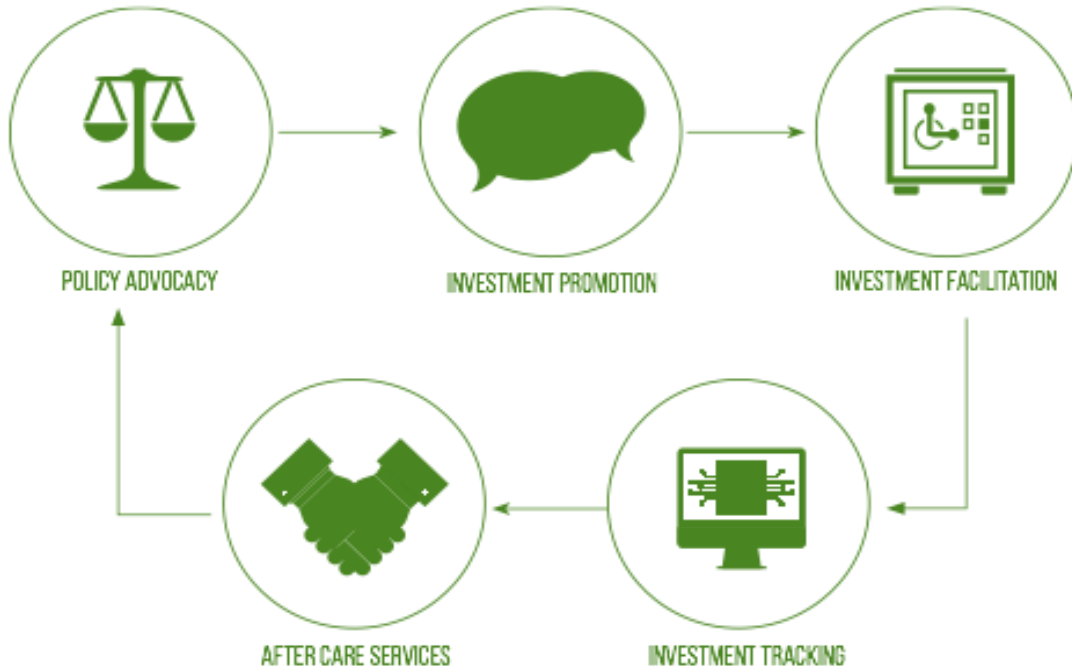 POLICY ADVOCACY
INVESTMENT PROMOTION
INVESTMENT FACILITATION
AFTER CARE SERVICES
INVESTMENT TRACKING